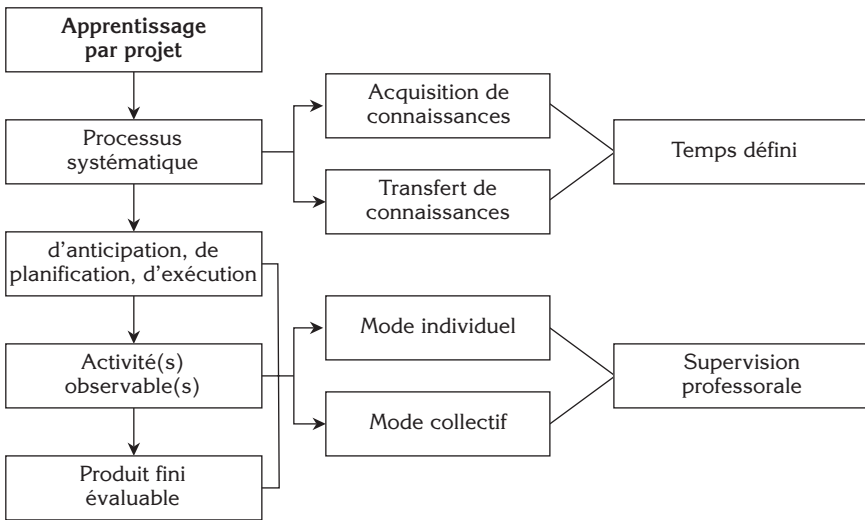 Apprentissage
par projet
Processus
systématique
Acquisition de
connaissances
Transfert de
connaissances
Temps défini
d'anticipation, de
planification, d'exécution
Activité(s)
observable(s)
Mode individuel
Mode collectif
Supervision
professorale
Produit fini
évaluable